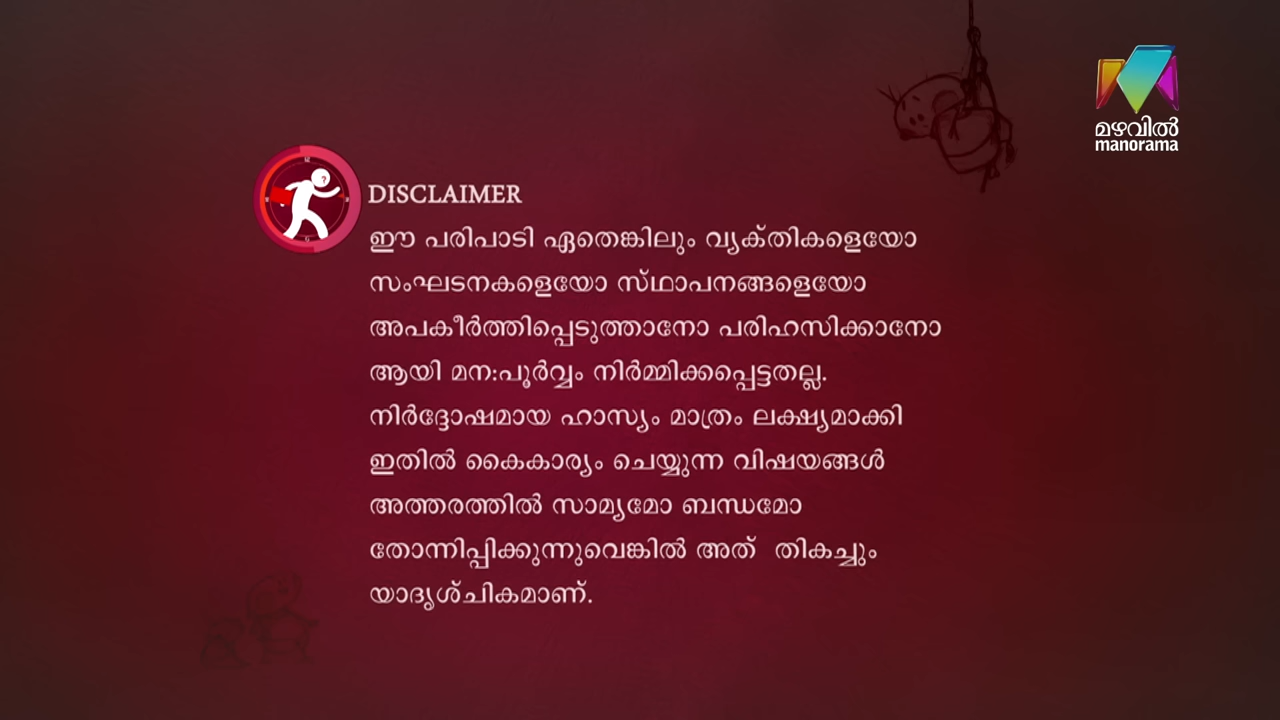 മഴവിൽ
manorama
DISCLAIMER
ഈ പരിപാടി ഏതെങ്കിലും വ്യക്തികളെയോ
സംഘടനകളെയോ സ്ഥാപനങ്ങളെയോ
അപകീർത്തിപ്പെടുത്താനോ പരിഹസിക്കാനോ
ആയി മന:പൂർവ്വം നിർമ്മിക്കപ്പെട്ടതല്ല.
നിർദ്ദോഷമായ ഹാസ്യം മാത്രം ലക്ഷ്യമാക്കി
ഇതിൽ കൈകാര്യം ചെയ്യുന്ന വിഷയങ്ങൾ
അത്തരത്തിൽ സാമ്യമോ ബന്ധമോ
തോന്നിപ്പിക്കുന്നുവെങ്കിൽ അത് തികച്ചും
യാദൃശ്ചികമാണ്.